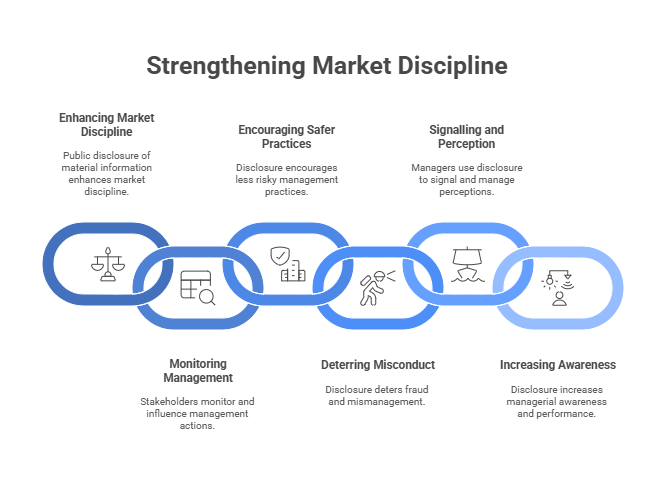 Strengthening Market Discipline
Enhancing Market
Discipline
Public disclosure of
material information
enhances market
discipline.
Encouraging Safer
Practices
Disclosure encourages
less risky management
practices.
Signalling and
Perception
Managers use disclosure
to signal and manage
perceptions.
Monitoring
Management
Stakeholders monitor and
influence management
actions.
Deterring Misconduct
Disclosure deters fraud
and mismanagement.
Increasing Awareness
Disclosure increases
managerial awareness
and performance.